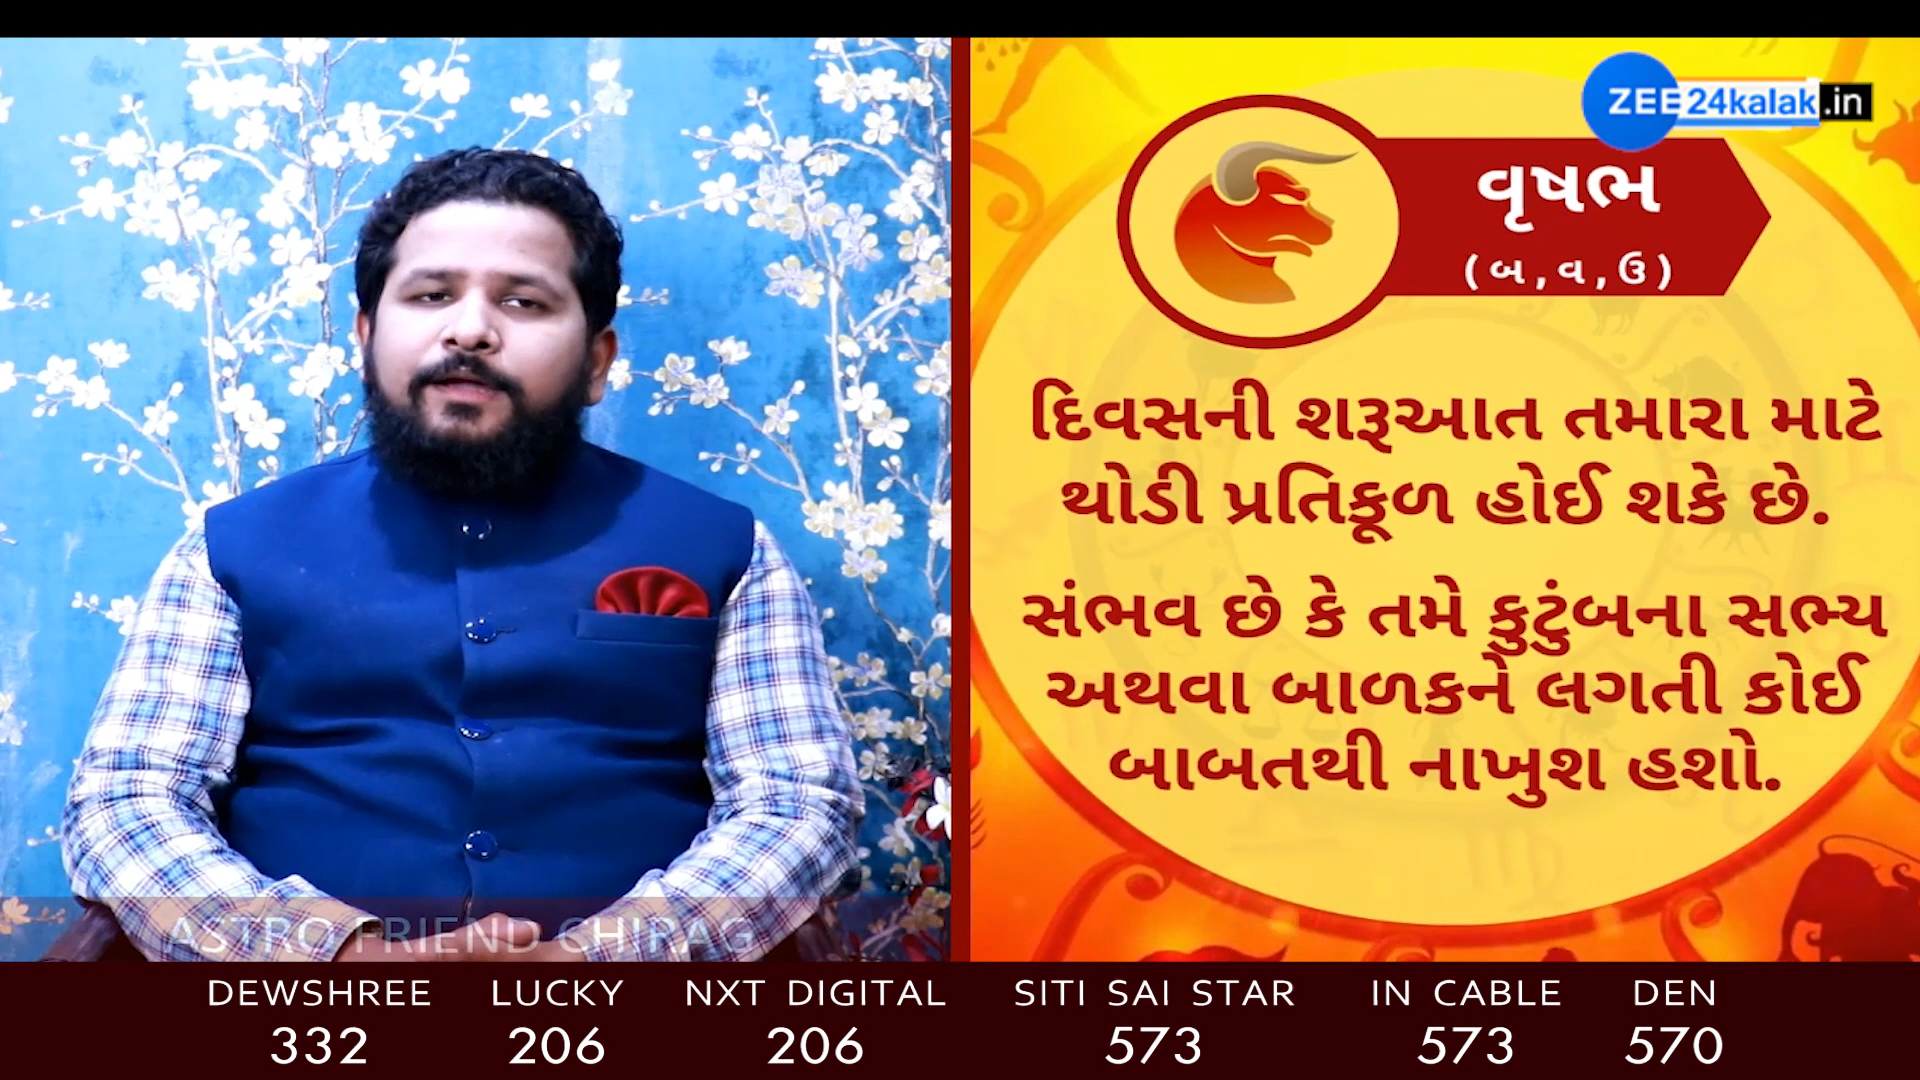 ZEE 24kalak.in
વૃષભ
( બ , વ , ઉ )
દિવસની શરૂઆત તમારા માટે
થોડી પ્રતિકૂળ હોઈ શકે છે.
સંભવ છે કે તમે કુટુંબના સભ્ય
અથવા બાળકને લગતી કોઈ
બાબતથી નાખુશ હશો.
ASTRO FRIEND CHIRAG
DEWSHREE LUCKY NXT DIGITAL SITI SAI STAR IN CABLE DEN
332 206 206 573 573 570